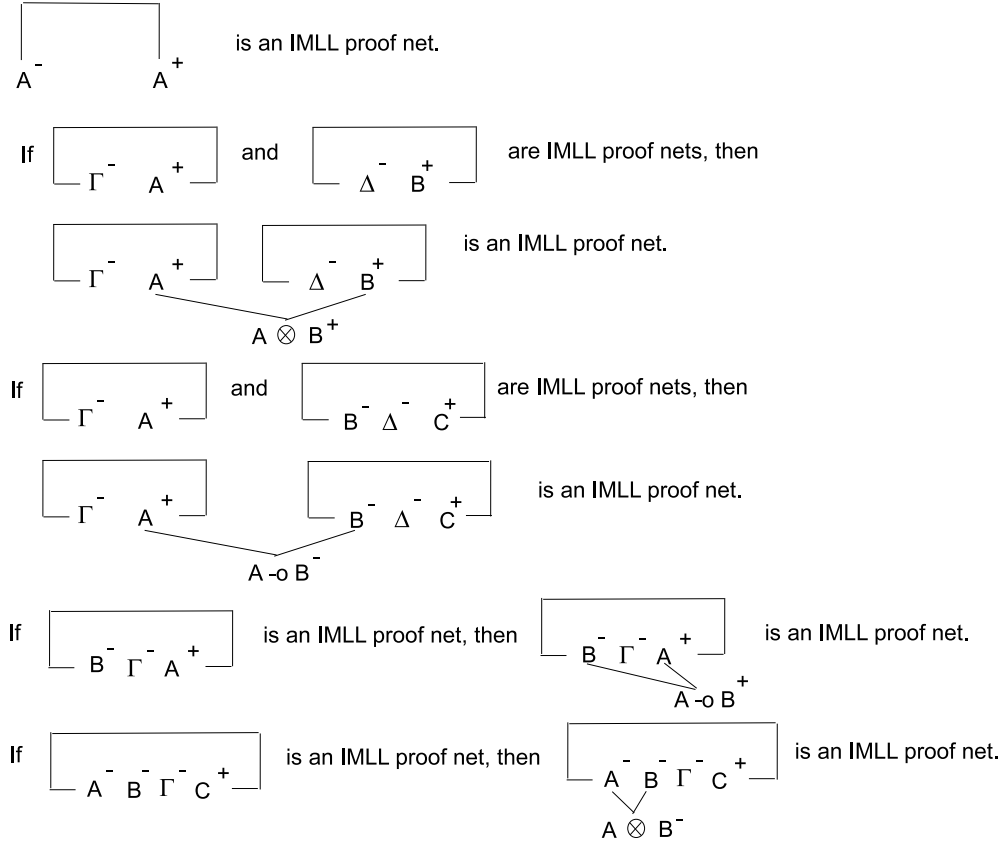 is an IMLL proof net.
A⁻ A⁺
If Γ⁻ A⁺ and Δ⁻ B⁺ are IMLL proof nets, then
Γ⁻ A⁺ Δ⁻ B⁺ is an IMLL proof net.
A ⊗ B⁺
If Γ⁻ A⁺ and B⁻ Δ⁻ C⁺ are IMLL proof nets, then
Γ⁻ A⁺ B⁻ Δ⁻ C⁺ is an IMLL proof net.
A -o B⁻
If B⁻ Γ⁻ A⁺ is an IMLL proof net, then B⁻ Γ⁻ A⁺ is an IMLL proof net.
A -o B⁺
If A⁻ B⁻ Γ⁻ C⁺ is an IMLL proof net, then A⁻ B⁻ Γ⁻ C⁺ is an IMLL proof net.
A ⊗ B⁻